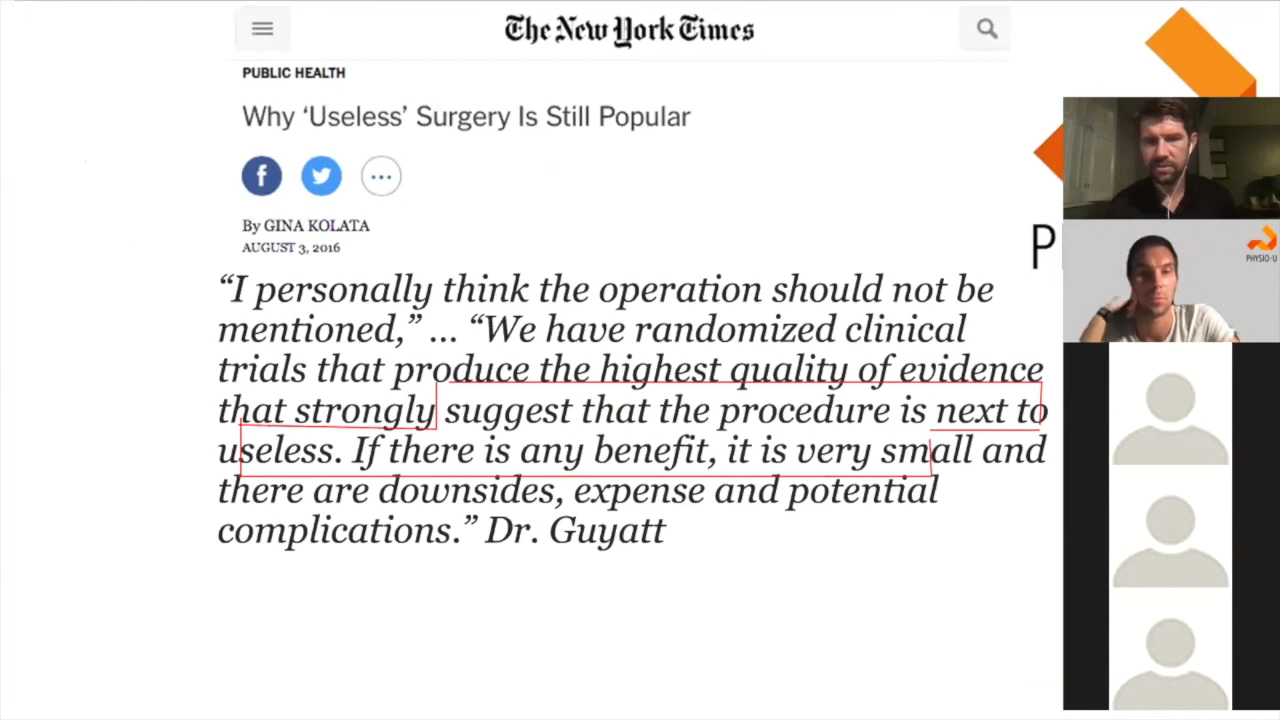 The New York Times
PUBLIC HEALTH
Why ‘Useless’ Surgery Is Still Popular
By GINA KOLATA
AUGUST 3, 2016
“I personally think the operation should not be
mentioned,” ... “We have randomized clinical
trials that produce the highest quality of evidence
that strongly suggest that the procedure is next to
useless. If there is any benefit, it is very small and
there are downsides, expense and potential
complications.” Dr. Guyatt
P
PHYSIO-U